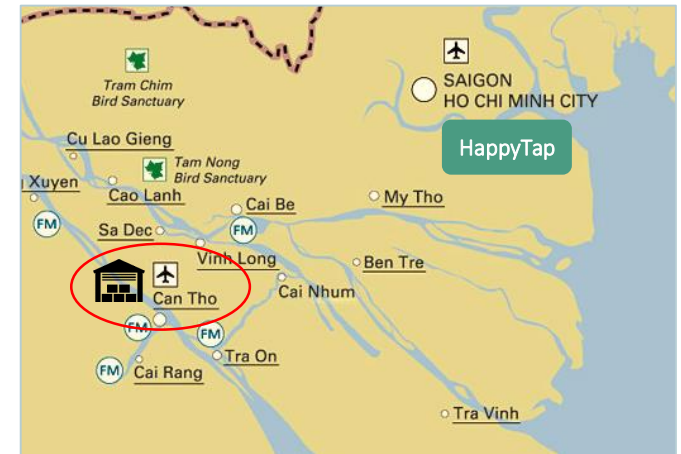 Tram Chim
Bird Sanctuary
SAIGON
HO CHI MINH CITY
HappyTap
Cu Lao Gieng
Tam Nong
Bird Sanctuary
Xuyen
Cao Lanh
Cai Be
My Tho
FM
Sa Dec
FM
Vinh Long
Ben Tre
Cai Nhum
Can Tho
FM
FM
Tra On
FM
Cai Rang
Tra Vinh